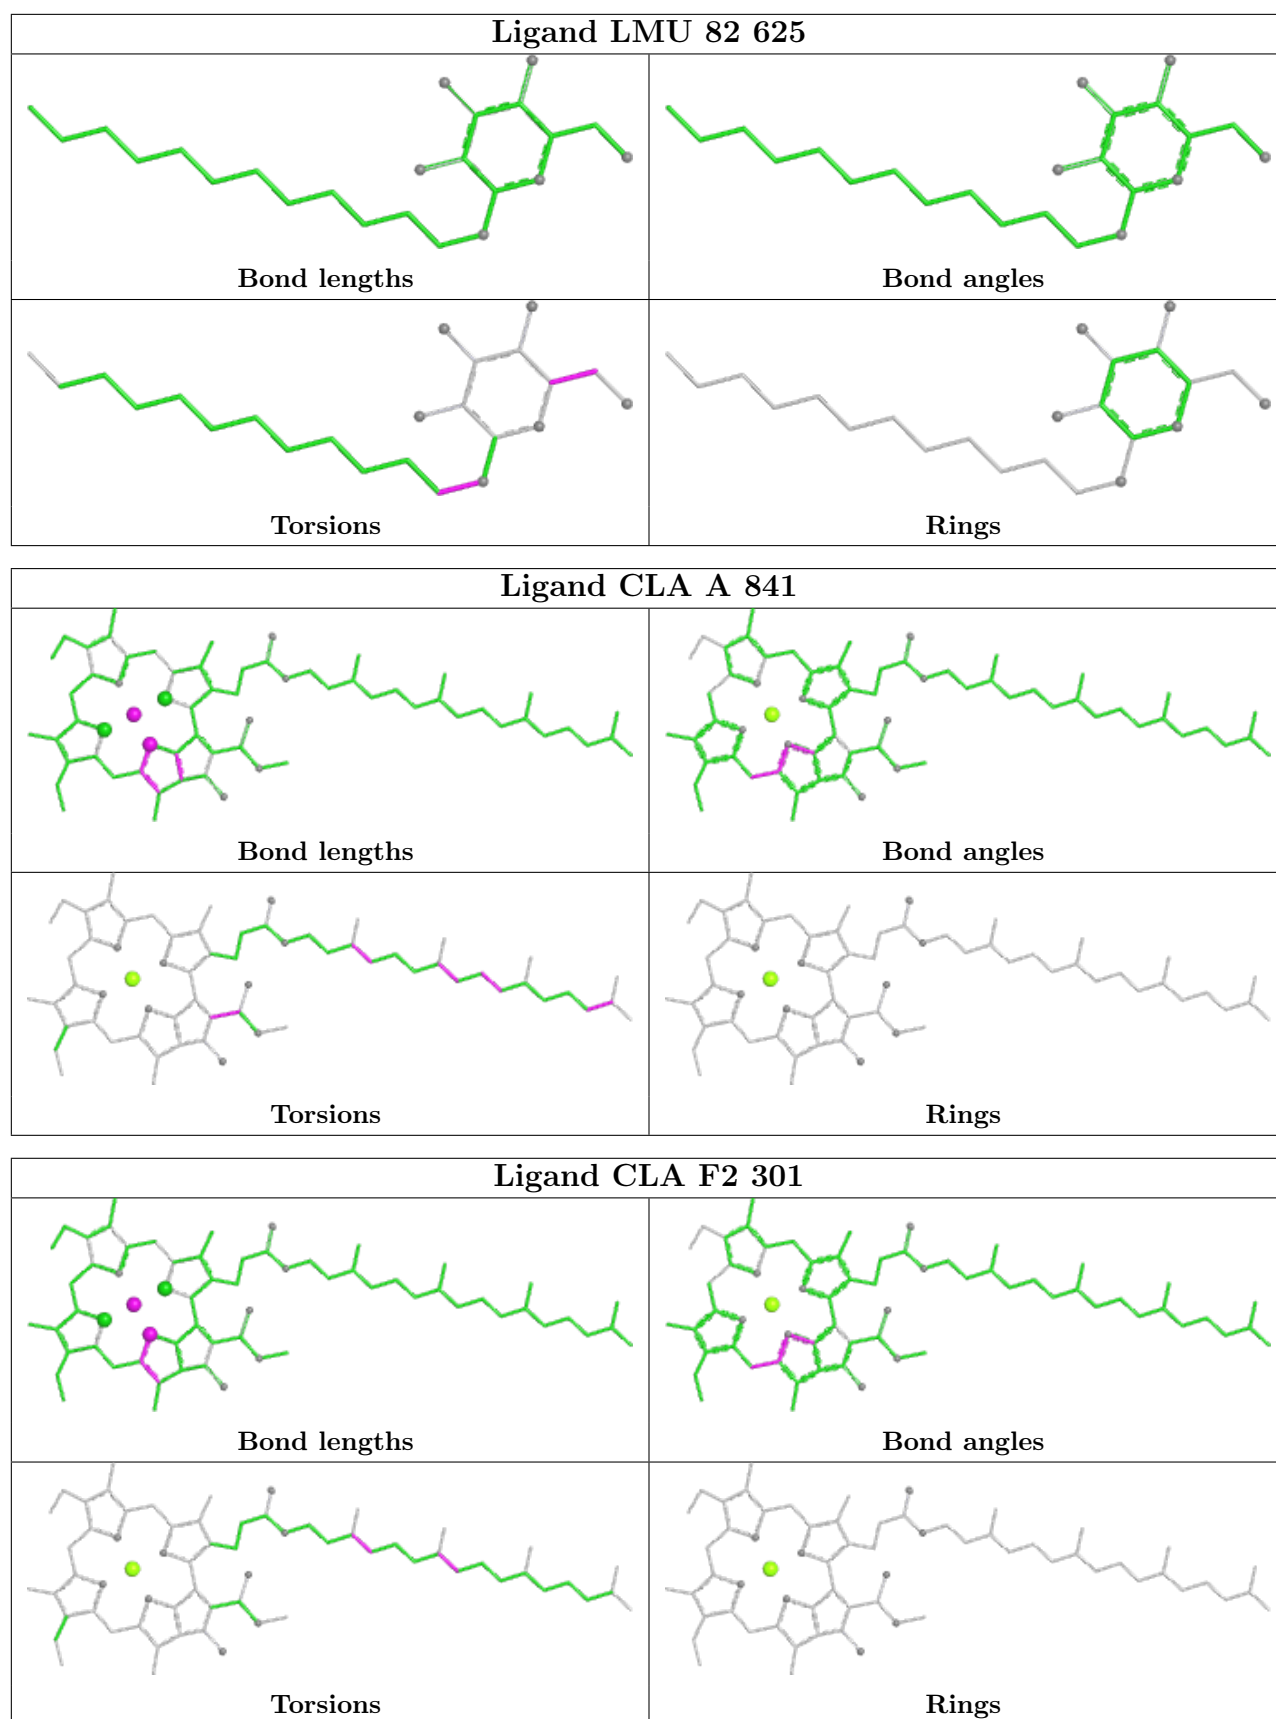 Ligand LMU 82 625
Bond lengths
Bond angles
Torsions
Rings
Ligand CLA A 841
Bond lengths
Bond angles
Torsions
Rings
Ligand CLA F2 301
Bond lengths
Bond angles
Torsions
Rings